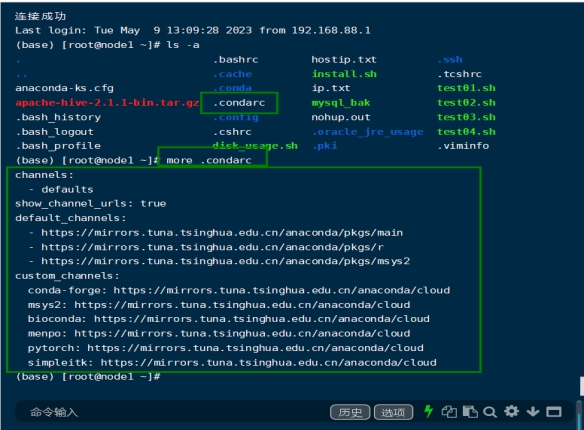 连接成功
Last login: Tue May  9 13:09:28 2023 from 192.168.88.1
(base) [root@node1 ~]# ls -a
.                            .bashrc        hostip.txt       .ssh
..                           .cache         install.sh       .tcshrc
anaconda-ks.cfg              .conda         ip.txt           test01.sh
apache-hive-2.1.1-bin.tar.gz .condarc       mysql_bak        test02.sh
.bash_history                .config        nohup.out        test03.sh
.bash_logout                 .cshrc         .oracle_jre_usage test04.sh
.bash_profile                disk_usage.sh  .pki             .viminfo
(base) [root@node1 ~]# more .condarc
channels:
  - defaults
show_channel_urls: true
default_channels:
  - https://mirrors.tuna.tsinghua.edu.cn/anaconda/pkgs/main
  - https://mirrors.tuna.tsinghua.edu.cn/anaconda/pkgs/r
  - https://mirrors.tuna.tsinghua.edu.cn/anaconda/pkgs/msys2
custom_channels:
  conda-forge: https://mirrors.tuna.tsinghua.edu.cn/anaconda/cloud
  msys2: https://mirrors.tuna.tsinghua.edu.cn/anaconda/cloud
  bioconda: https://mirrors.tuna.tsinghua.edu.cn/anaconda/cloud
  menpo: https://mirrors.tuna.tsinghua.edu.cn/anaconda/cloud
  pytorch: https://mirrors.tuna.tsinghua.edu.cn/anaconda/cloud
  simpleitk: https://mirrors.tuna.tsinghua.edu.cn/anaconda/cloud
(base) [root@node1 ~]#
命令输入 历史 选项